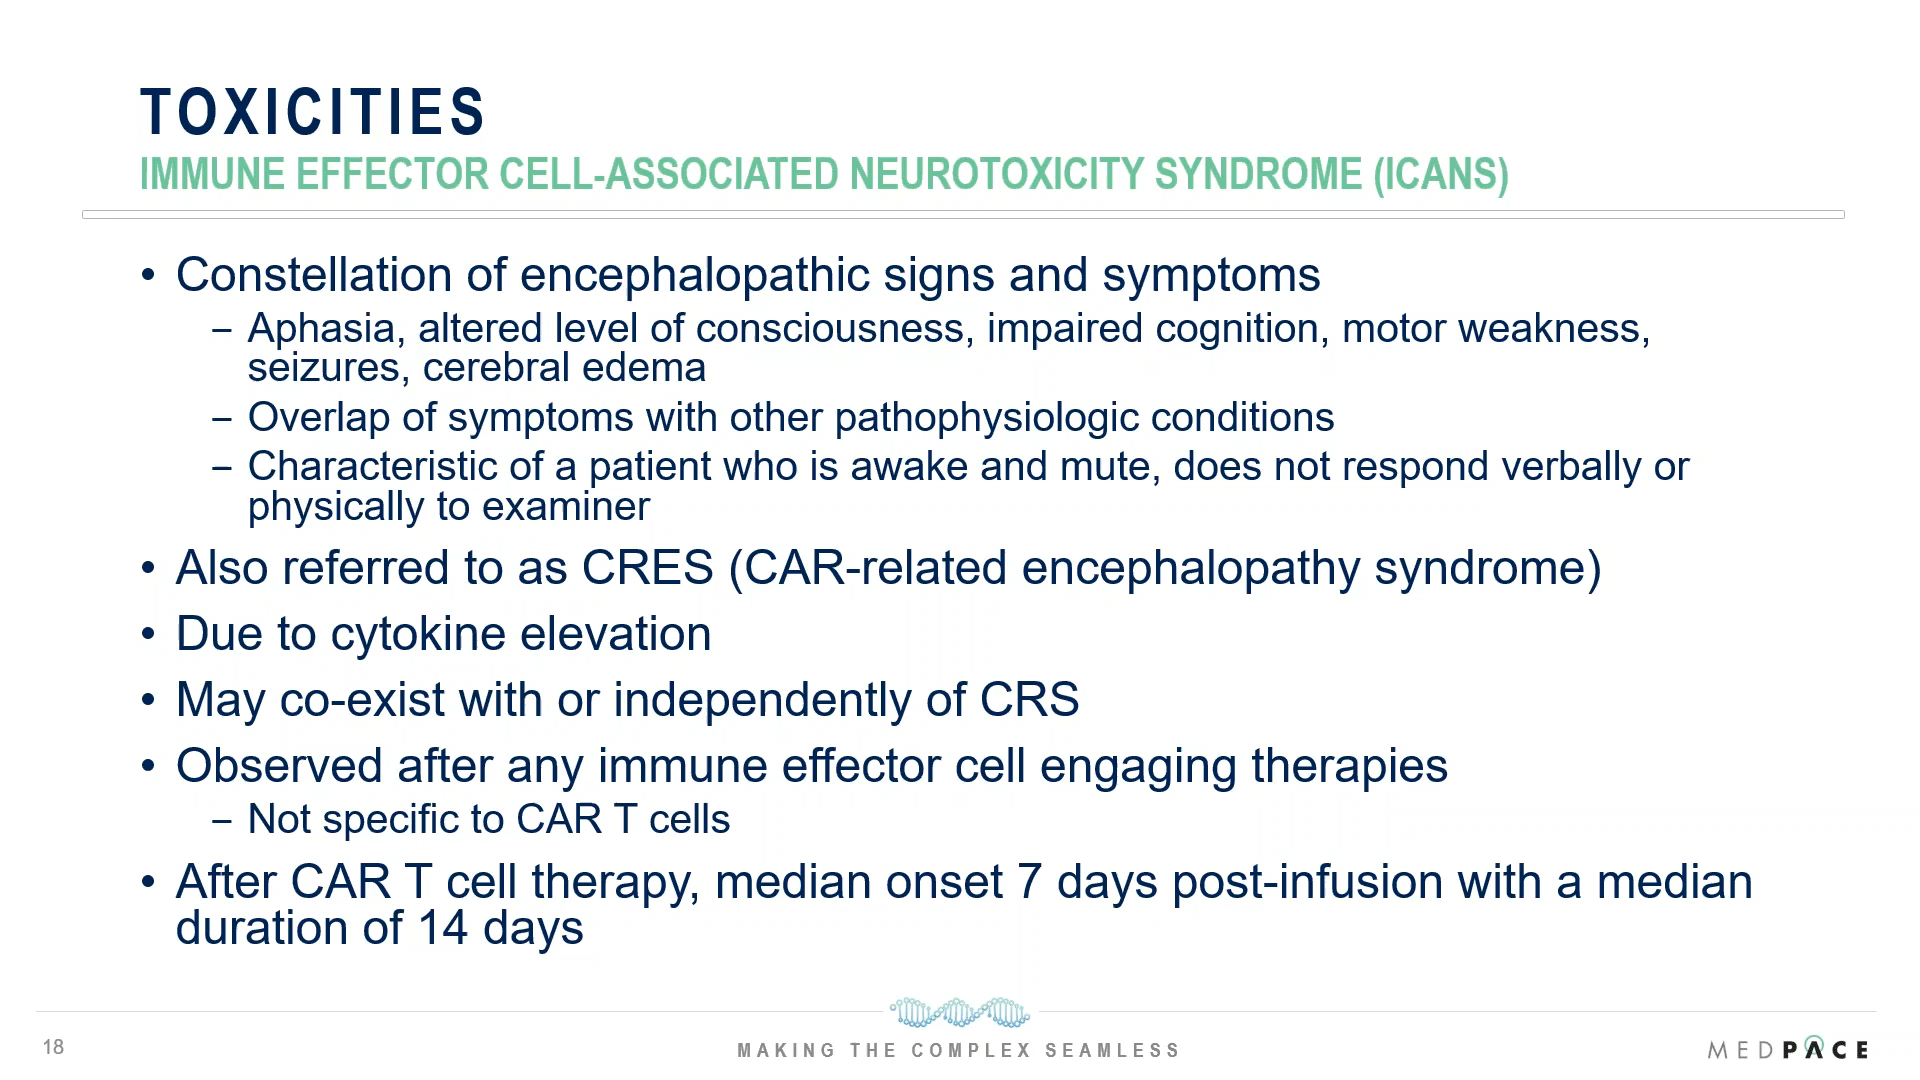 TOXICITIES
IMMUNE EFFECTOR CELL-ASSOCIATED NEUROTOXICITY SYNDROME (ICANS)
• Constellation of encephalopathic signs and symptoms
– Aphasia, altered level of consciousness, impaired cognition, motor weakness,
seizures, cerebral edema
– Overlap of symptoms with other pathophysiologic conditions
– Characteristic of a patient who is awake and mute, does not respond verbally or
physically to examiner
• Also referred to as CRES (CAR-related encephalopathy syndrome)
• Due to cytokine elevation
• May co-exist with or independently of CRS
• Observed after any immune effector cell engaging therapies
– Not specific to CAR T cells
• After CAR T cell therapy, median onset 7 days post-infusion with a median
duration of 14 days
18
MAKING THE COMPLEX SEAMLESS
MEDPACE